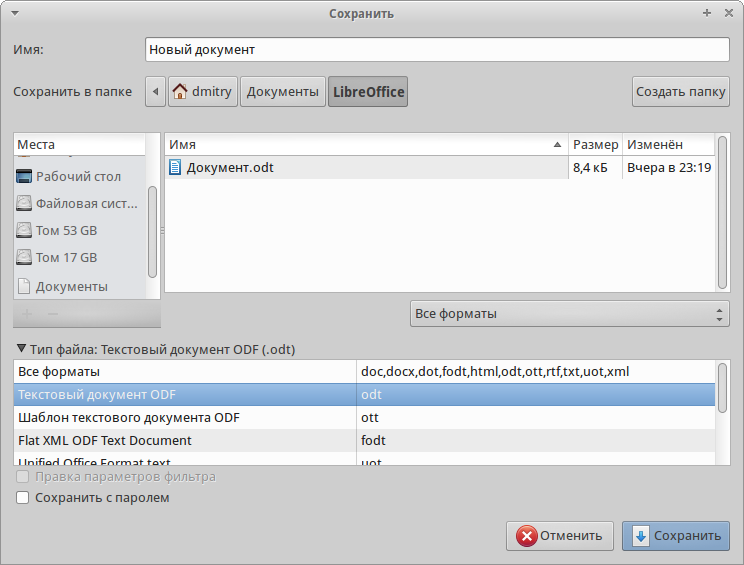 Сохранить
Имя: Новый документ
Сохранить в папке dmitry Документы LibreOffice Создать папку
Места
Рабочий стол
Файловая сист...
Том 53 GB
Том 17 GB
Документы
Имя Размер Изменён
Документ.odt 8,4 кБ Вчера в 23:19
Все форматы
Тип файла: Текстовый документ ODF (.odt)
Все форматы doc,docx,dot,fodt,html,odt,ott,rtf,txt,uot,xml
Текстовый документ ODF odt
Шаблон текстового документа ODF ott
Flat XML ODF Text Document fodt
Unified Office Format text uot
Правка параметров фильтра
Сохранить с паролем
Отменить Сохранить